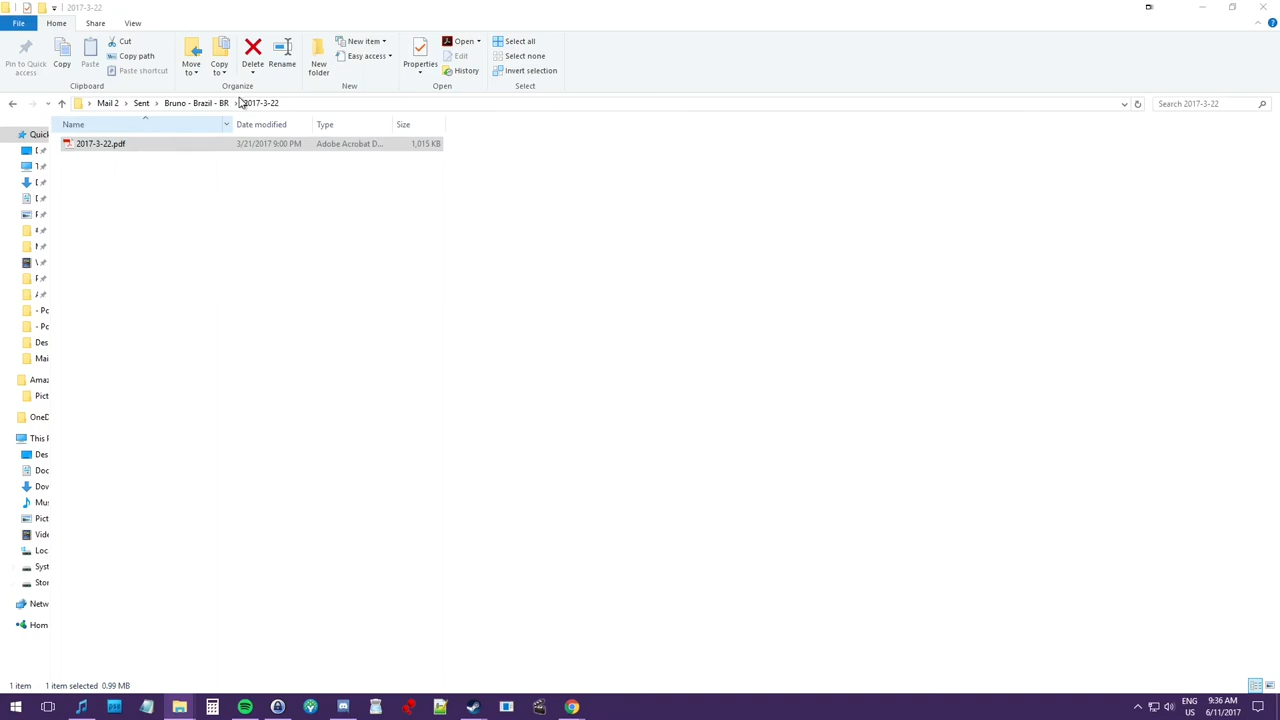 2017-3-22
File Home Share View
Pin to Quick access
Copy
Paste
Cut
Copy path
Paste shortcut
Clipboard
Move to
Copy to
Delete
Rename
Organize
New folder
New item
Easy access
New
Properties
Open
Edit
History
Open
Select all
Select none
Invert selection
Select
Mail 2 Sent Bruno - Brazil - BR 2017-3-22
Search 2017-3-22
Name Date modified Type Size
2017-3-22.pdf 3/21/2017 9:00 PM Adobe Acrobat D... 1,015 KB
Quick
- Po
- Po
Des
Mai
Amaz
Pict
OneD
This P
Des
Doc
Dow
Mus
Pict
Vide
Loc
Syst
Stor
Netw
Hom
1 item 1 item selected 0.99 MB
ENG
US
9:36 AM
6/11/2017